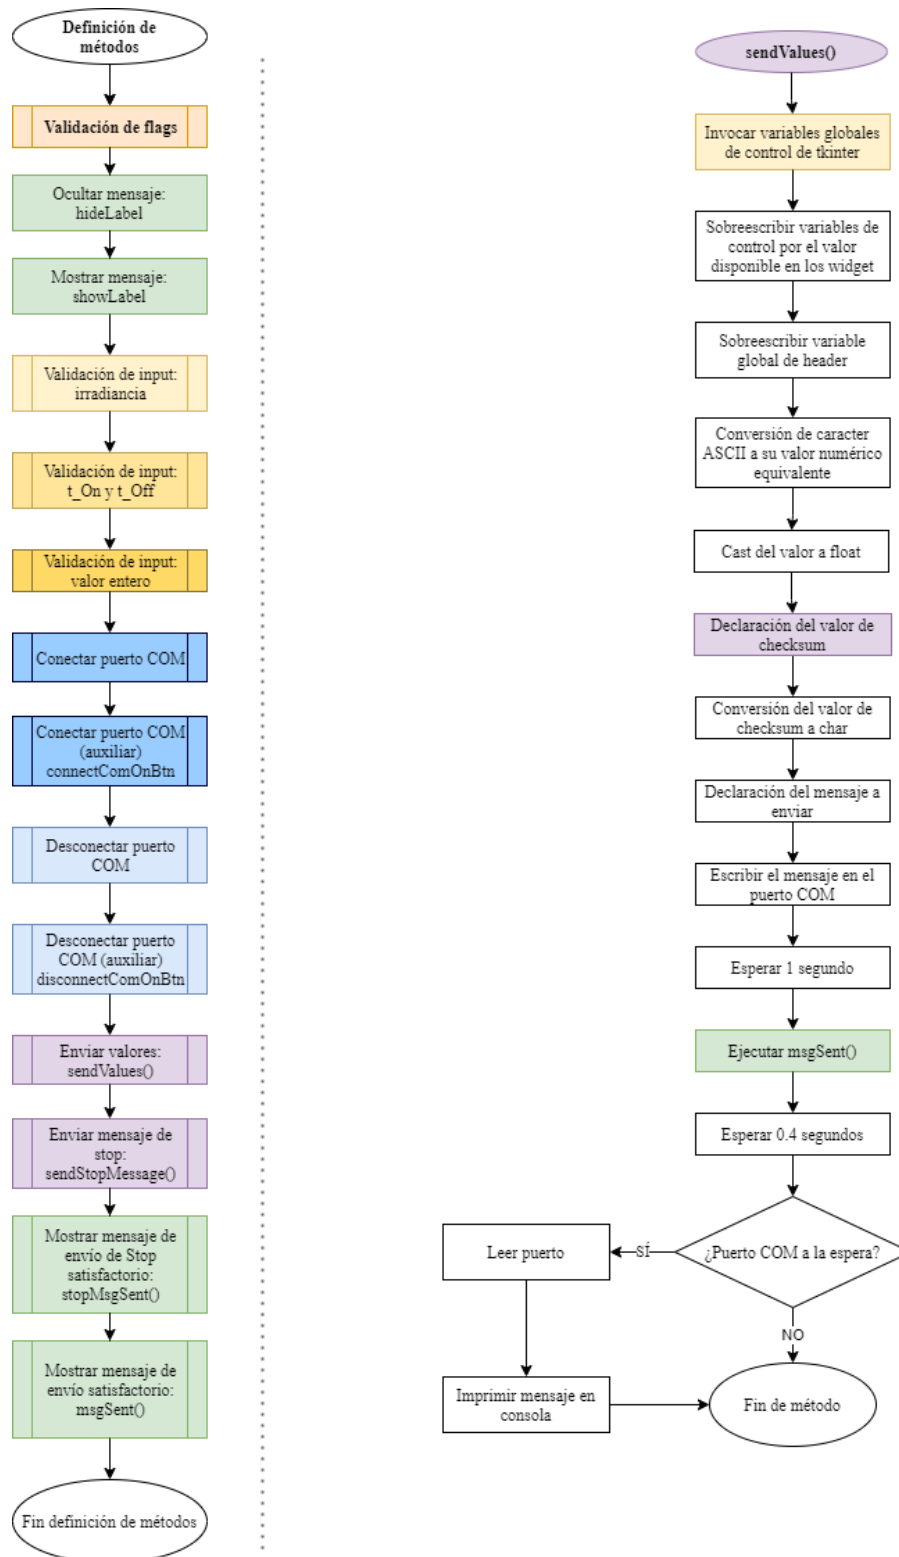 Definición de
métodos
Validación de flags
Ocultar mensaje:
hideLabel
Mostrar mensaje:
showLabel
Validación de input:
irradiancia
Validación de input:
t_On y t_Off
Validación de input:
valor entero
Conectar puerto COM
Conectar puerto COM
(auxiliar)
connectComOnBtn
Desconectar puerto
COM
Desconectar puerto
COM (auxiliar)
disconnectComOnBtn
Enviar valores:
sendValues()
Enviar mensaje de
stop:
sendStopMessage()
Mostrar mensaje de
envío de Stop
satisfactorio:
stopMsgSent()
Mostrar mensaje de
envío satisfactorio:
msgSent()
Fin definición de métodos
sendValues()
Invocar variables globales
de control de tkinter
Sobreescribir variables de
control por el valor
disponible en los widget
Sobreescribir variable
global de header
Conversión de caracter
ASCII a su valor numérico
equivalente
Cast del valor a float
Declaración del valor de
checksum
Conversión del valor de
checksum a char
Declaración del mensaje a
enviar
Escribir el mensaje en el
puerto COM
Esperar 1 segundo
Ejecutar msgSent()
Esperar 0.4 segundos
¿Puerto COM a la espera?
SÍ
Leer puerto
Imprimir mensaje en
consola
NO
Fin de método